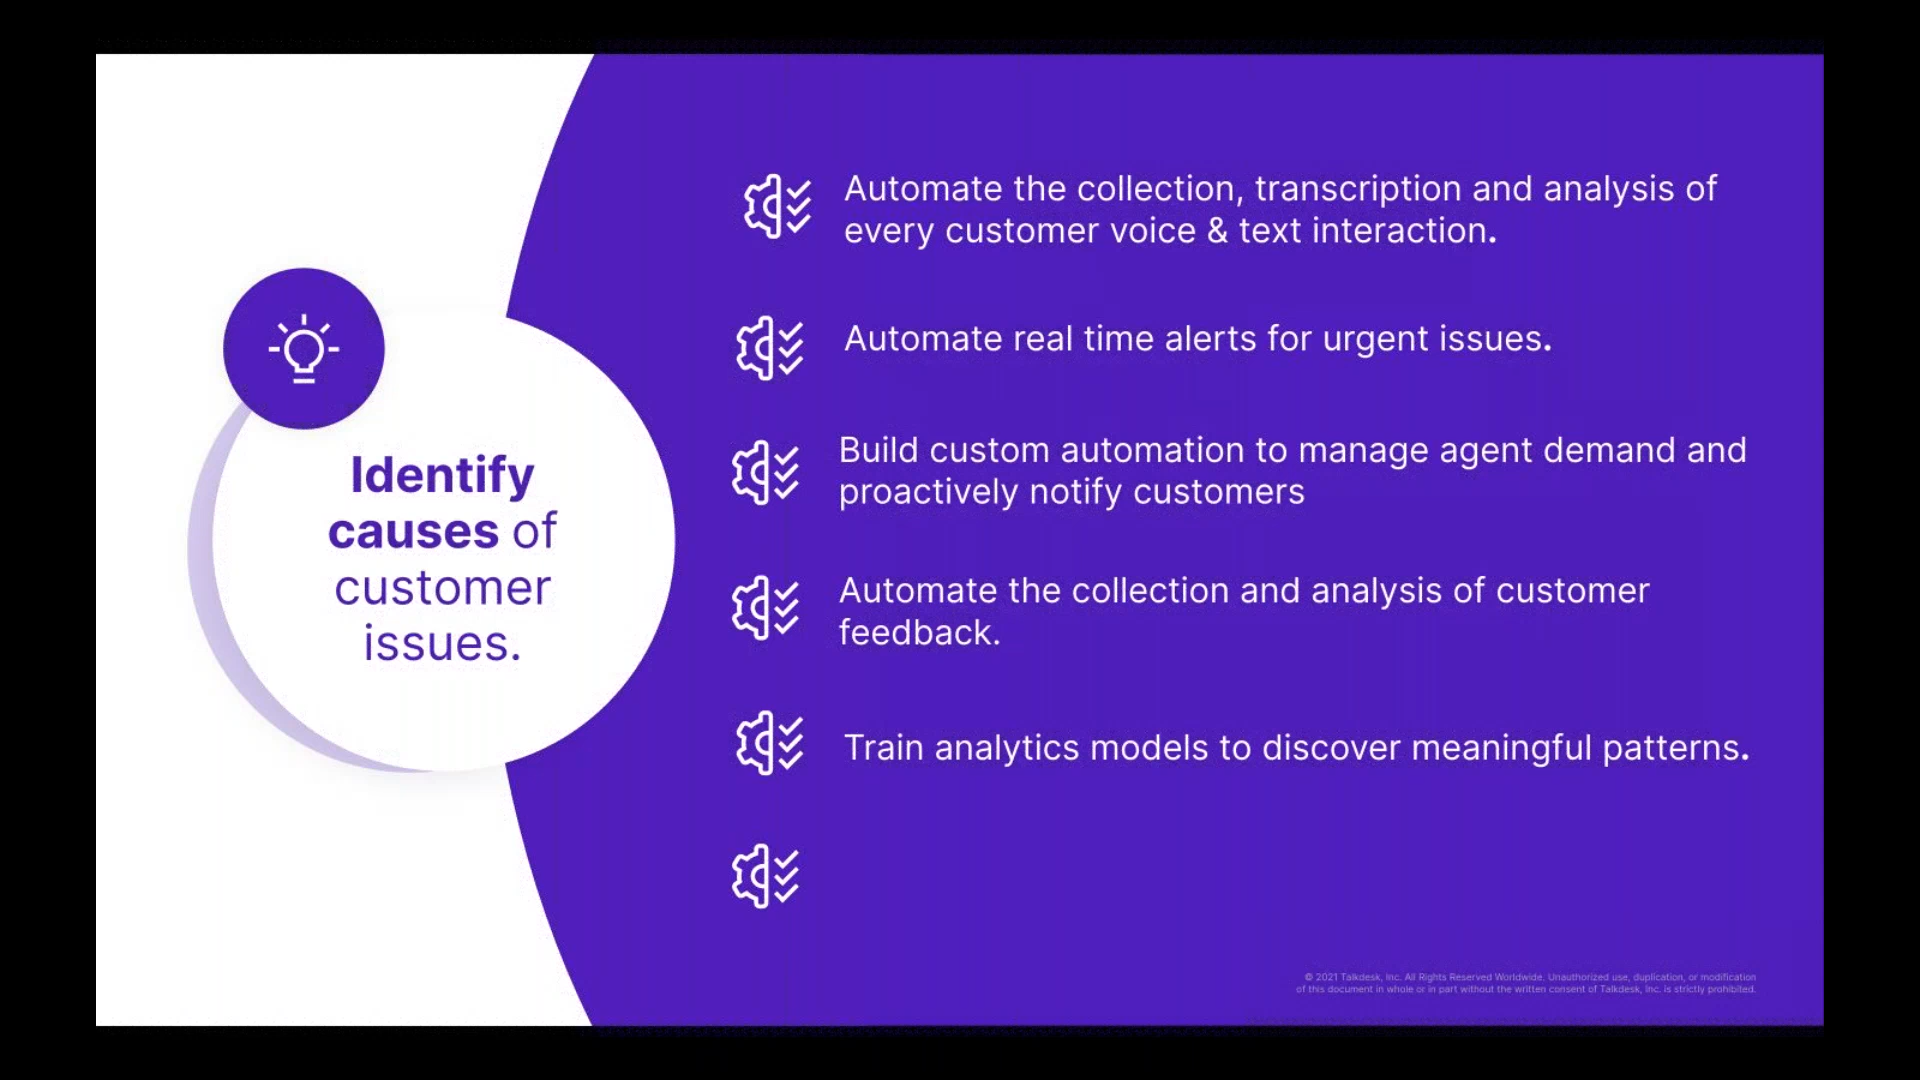 Identify
causes of
customer
issues.
Automate the collection, transcription and analysis of
every customer voice & text interaction.
Automate real time alerts for urgent issues.
Build custom automation to manage agent demand and
proactively notify customers
Automate the collection and analysis of customer
feedback.
Train analytics models to discover meaningful patterns.
© 2021 Talkdesk, Inc. All Rights Reserved Worldwide. Unauthorized use, duplication, or modification
of this document in whole or in part without the written consent of Talkdesk, Inc. is strictly prohibited.